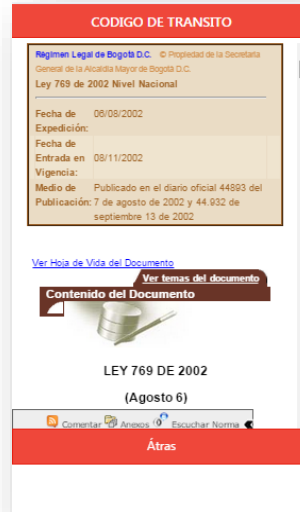 CODIGO DE TRANSITO
Régimen Legal de Bogotá D.C. © Propiedad de la Secretaria
General de la Alcaldía Mayor de Bogotá D.C.
Ley 769 de 2002 Nivel Nacional
Fecha de 06/08/2002
Expedición:
Fecha de
Entrada en 08/11/2002
Vigencia:
Medio de Publicado en el diario oficial 44893 del
Publicación: 7 de agosto de 2002 y 44.932 de
septiembre 13 de 2002
Ver Hoja de Vida del Documento
Ver temas del documento
Contenido del Documento
LEY 769 DE 2002
(Agosto 6)
Comentar Anexos Escuchar Norma
Átras